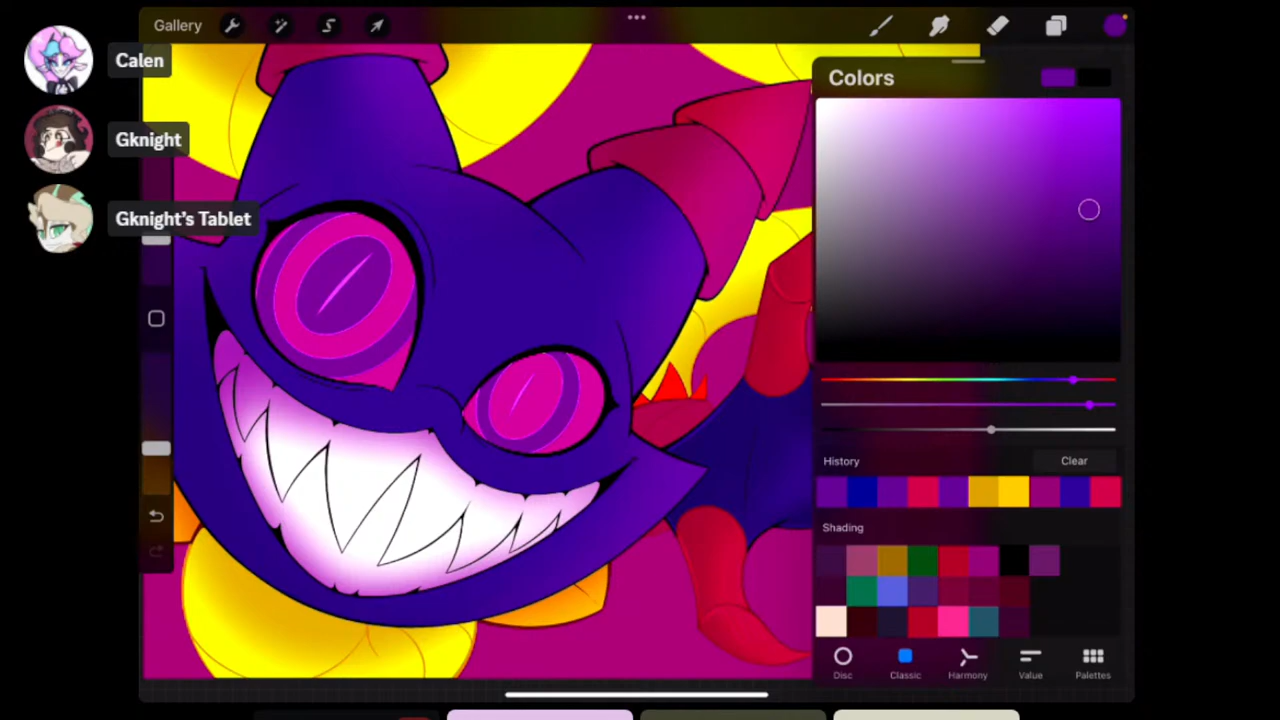 Gallery
Calen
Gknight
Gknight's Tablet
Colors
History
Clear
Shading
Disc
Classic
Harmony
Value
Palettes